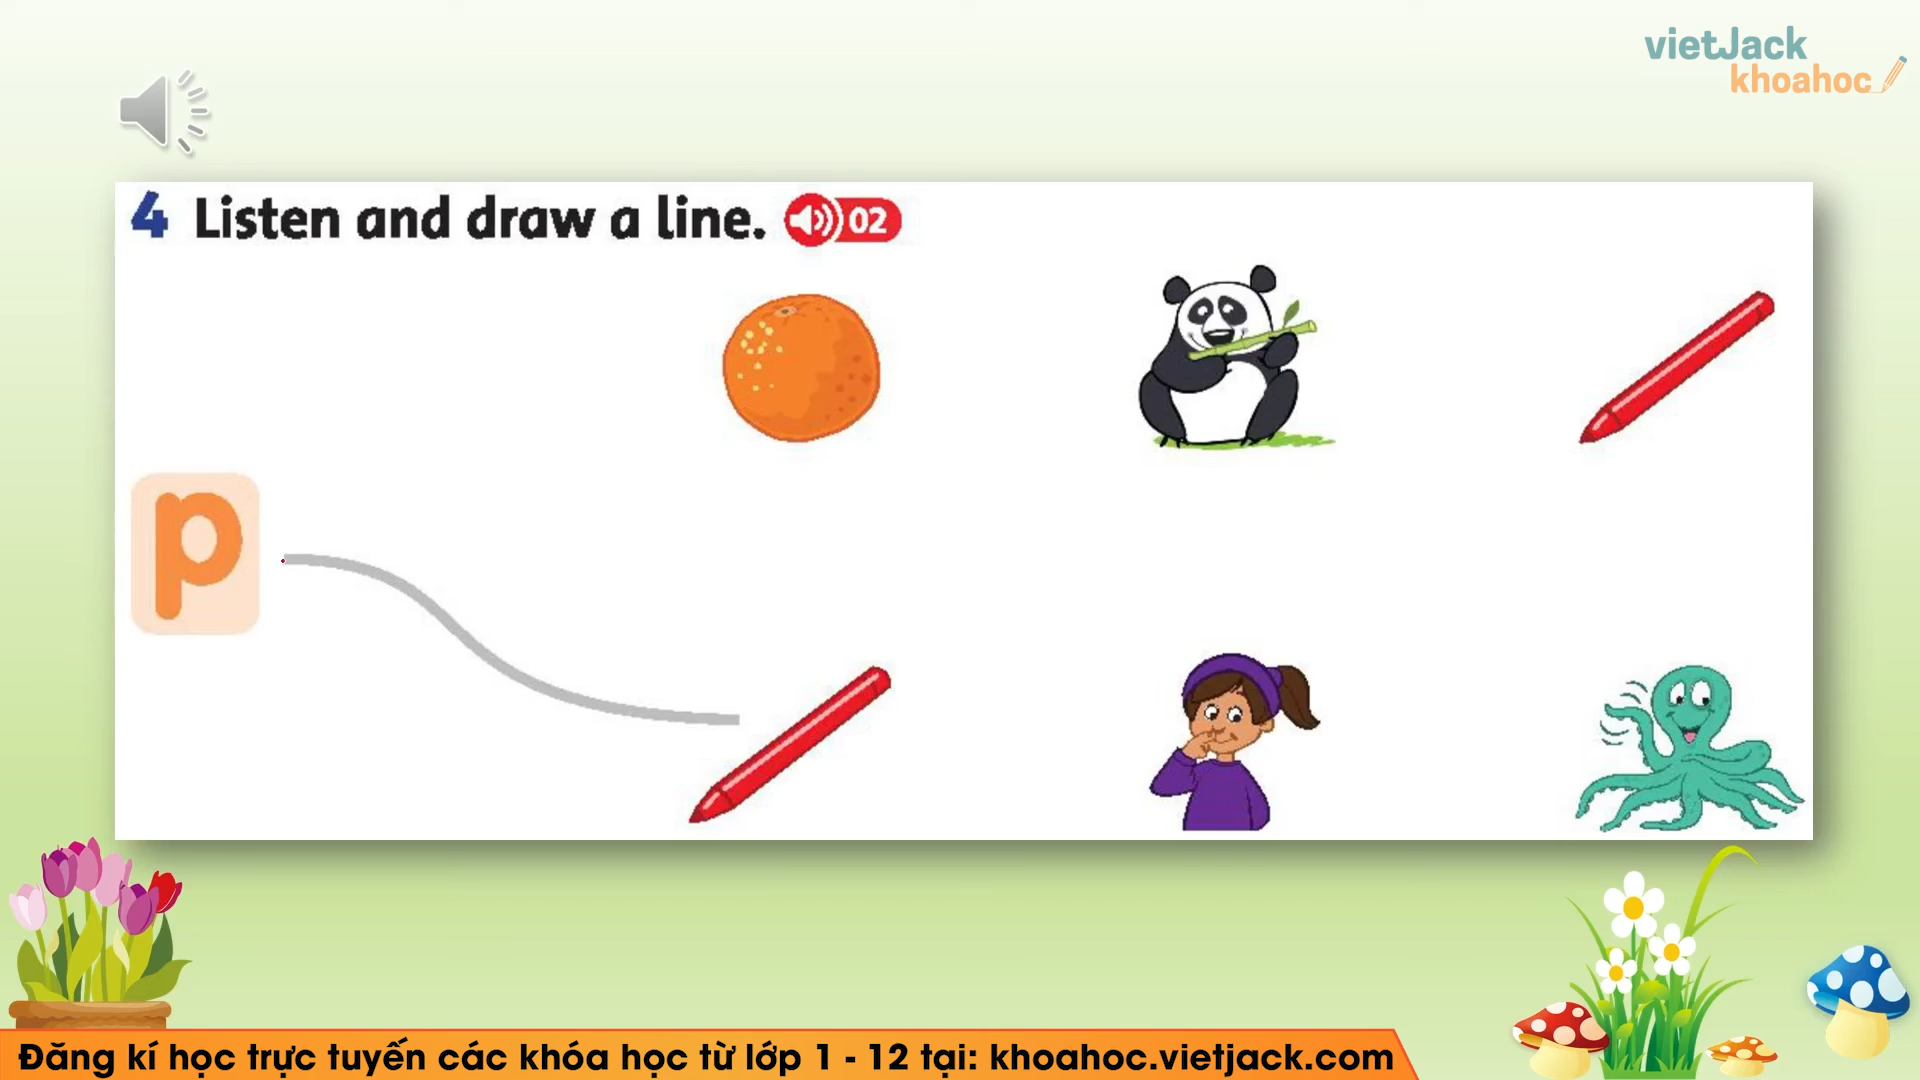 vietJack
khoahoc
4 Listen and draw a line. 02
p
Đăng kí học trực tuyến các khóa học từ lớp 1 - 12 tại: khoahoc.vietjack.com